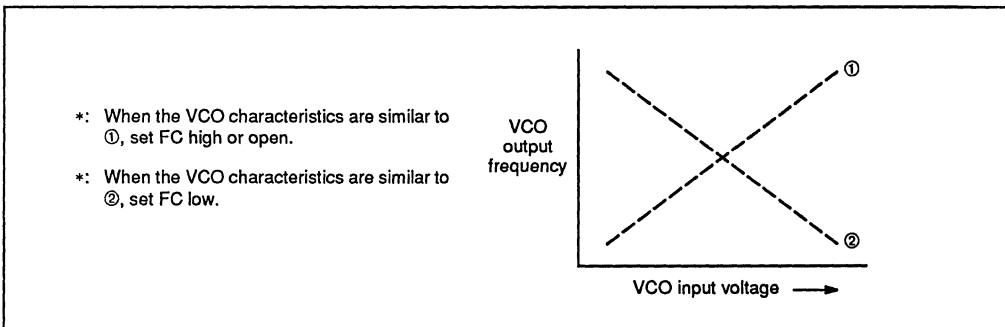 *: When the VCO characteristics are similar to
①, set FC high or open.
*: When the VCO characteristics are similar to
②, set FC low.
VCO
output
frequency
①
②
VCO input voltage